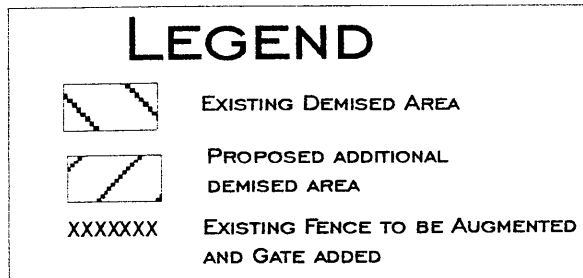 LEGEND
EXISTING DEMISED AREA
PROPOSED ADDITIONAL
DEMISED AREA
XXXXXXX EXISTING FENCE TO BE AUGMENTED
AND GATE ADDED